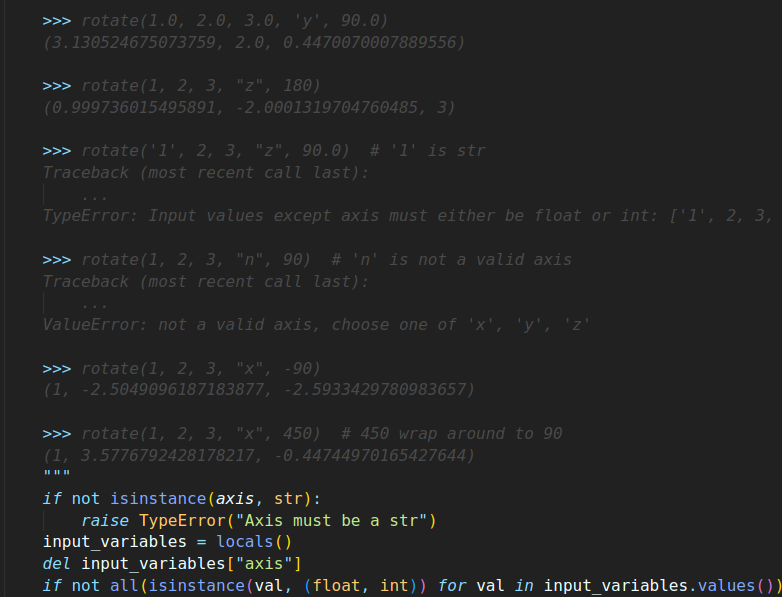 >>> rotate(1.0, 2.0, 3.0, 'y', 90.0)
(3.130524675073759, 2.0, 0.4470070007889556)
>>> rotate(1, 2, 3, "z", 180)
(0.999736015495891, -2.0001319704760485, 3)
>>> rotate('1', 2, 3, "z", 90.0)  # '1' is str
Traceback (most recent call last):
...
TypeError: Input values except axis must either be float or int: ['1', 2, 3,
>>> rotate(1, 2, 3, "n", 90)  # 'n' is not a valid axis
Traceback (most recent call last):
...
ValueError: not a valid axis, choose one of 'x', 'y', 'z'
>>> rotate(1, 2, 3, "x", -90)
(1, -2.5049096187183877, -2.5933429780983657)
>>> rotate(1, 2, 3, "x", 450)  # 450 wrap around to 90
(1, 3.5776792428178217, -0.44744970165427644)
"""
if not isinstance(axis, str):
raise TypeError("Axis must be a str")
input_variables = locals()
del input_variables["axis"]
if not all(isinstance(val, (float, int)) for val in input_variables.values())